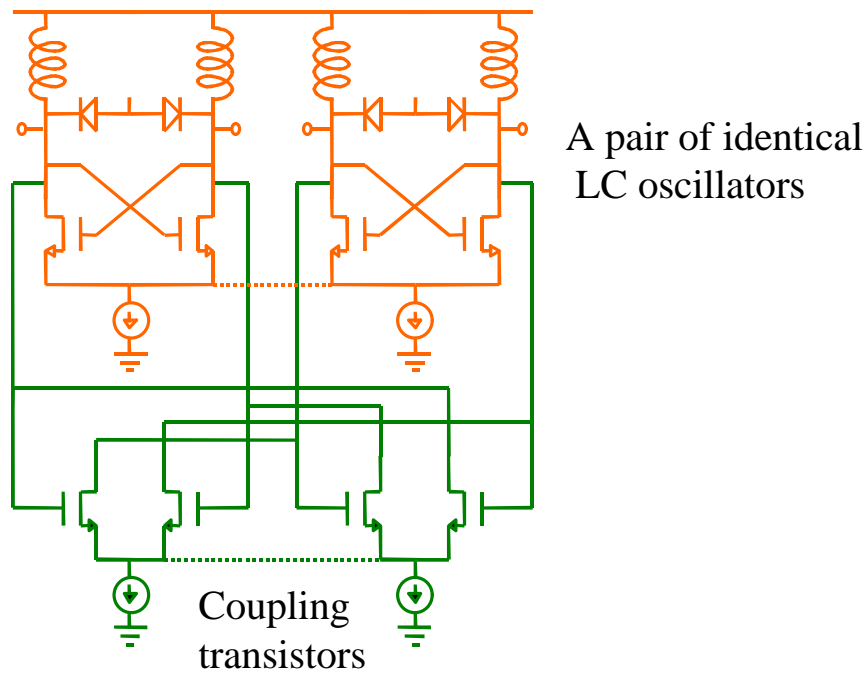 A pair of identical
LC oscillators
Coupling
transistors